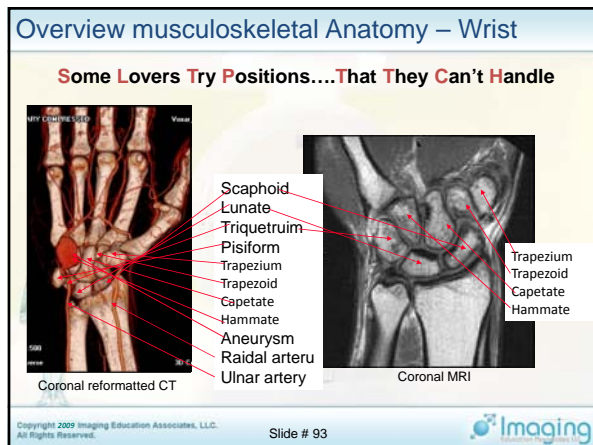 Overview musculoskeletal Anatomy – Wrist
Some Lovers Try Positions….That They Can't Handle
ARY COMPRESSED
Scaphoid
Lunate
Triquetruim
Pisiform
Trapezium
Trapezoid
Capetate
Hammate
Aneurysm
Raidal arteru
Ulnar artery
Trapezium
Trapezoid
Capetate
Hammate
Coronal reformatted CT
Coronal MRI
Copyright 2009 Imaging Education Associates, LLC.
All Rights Reserved.
Slide # 93
Imaging